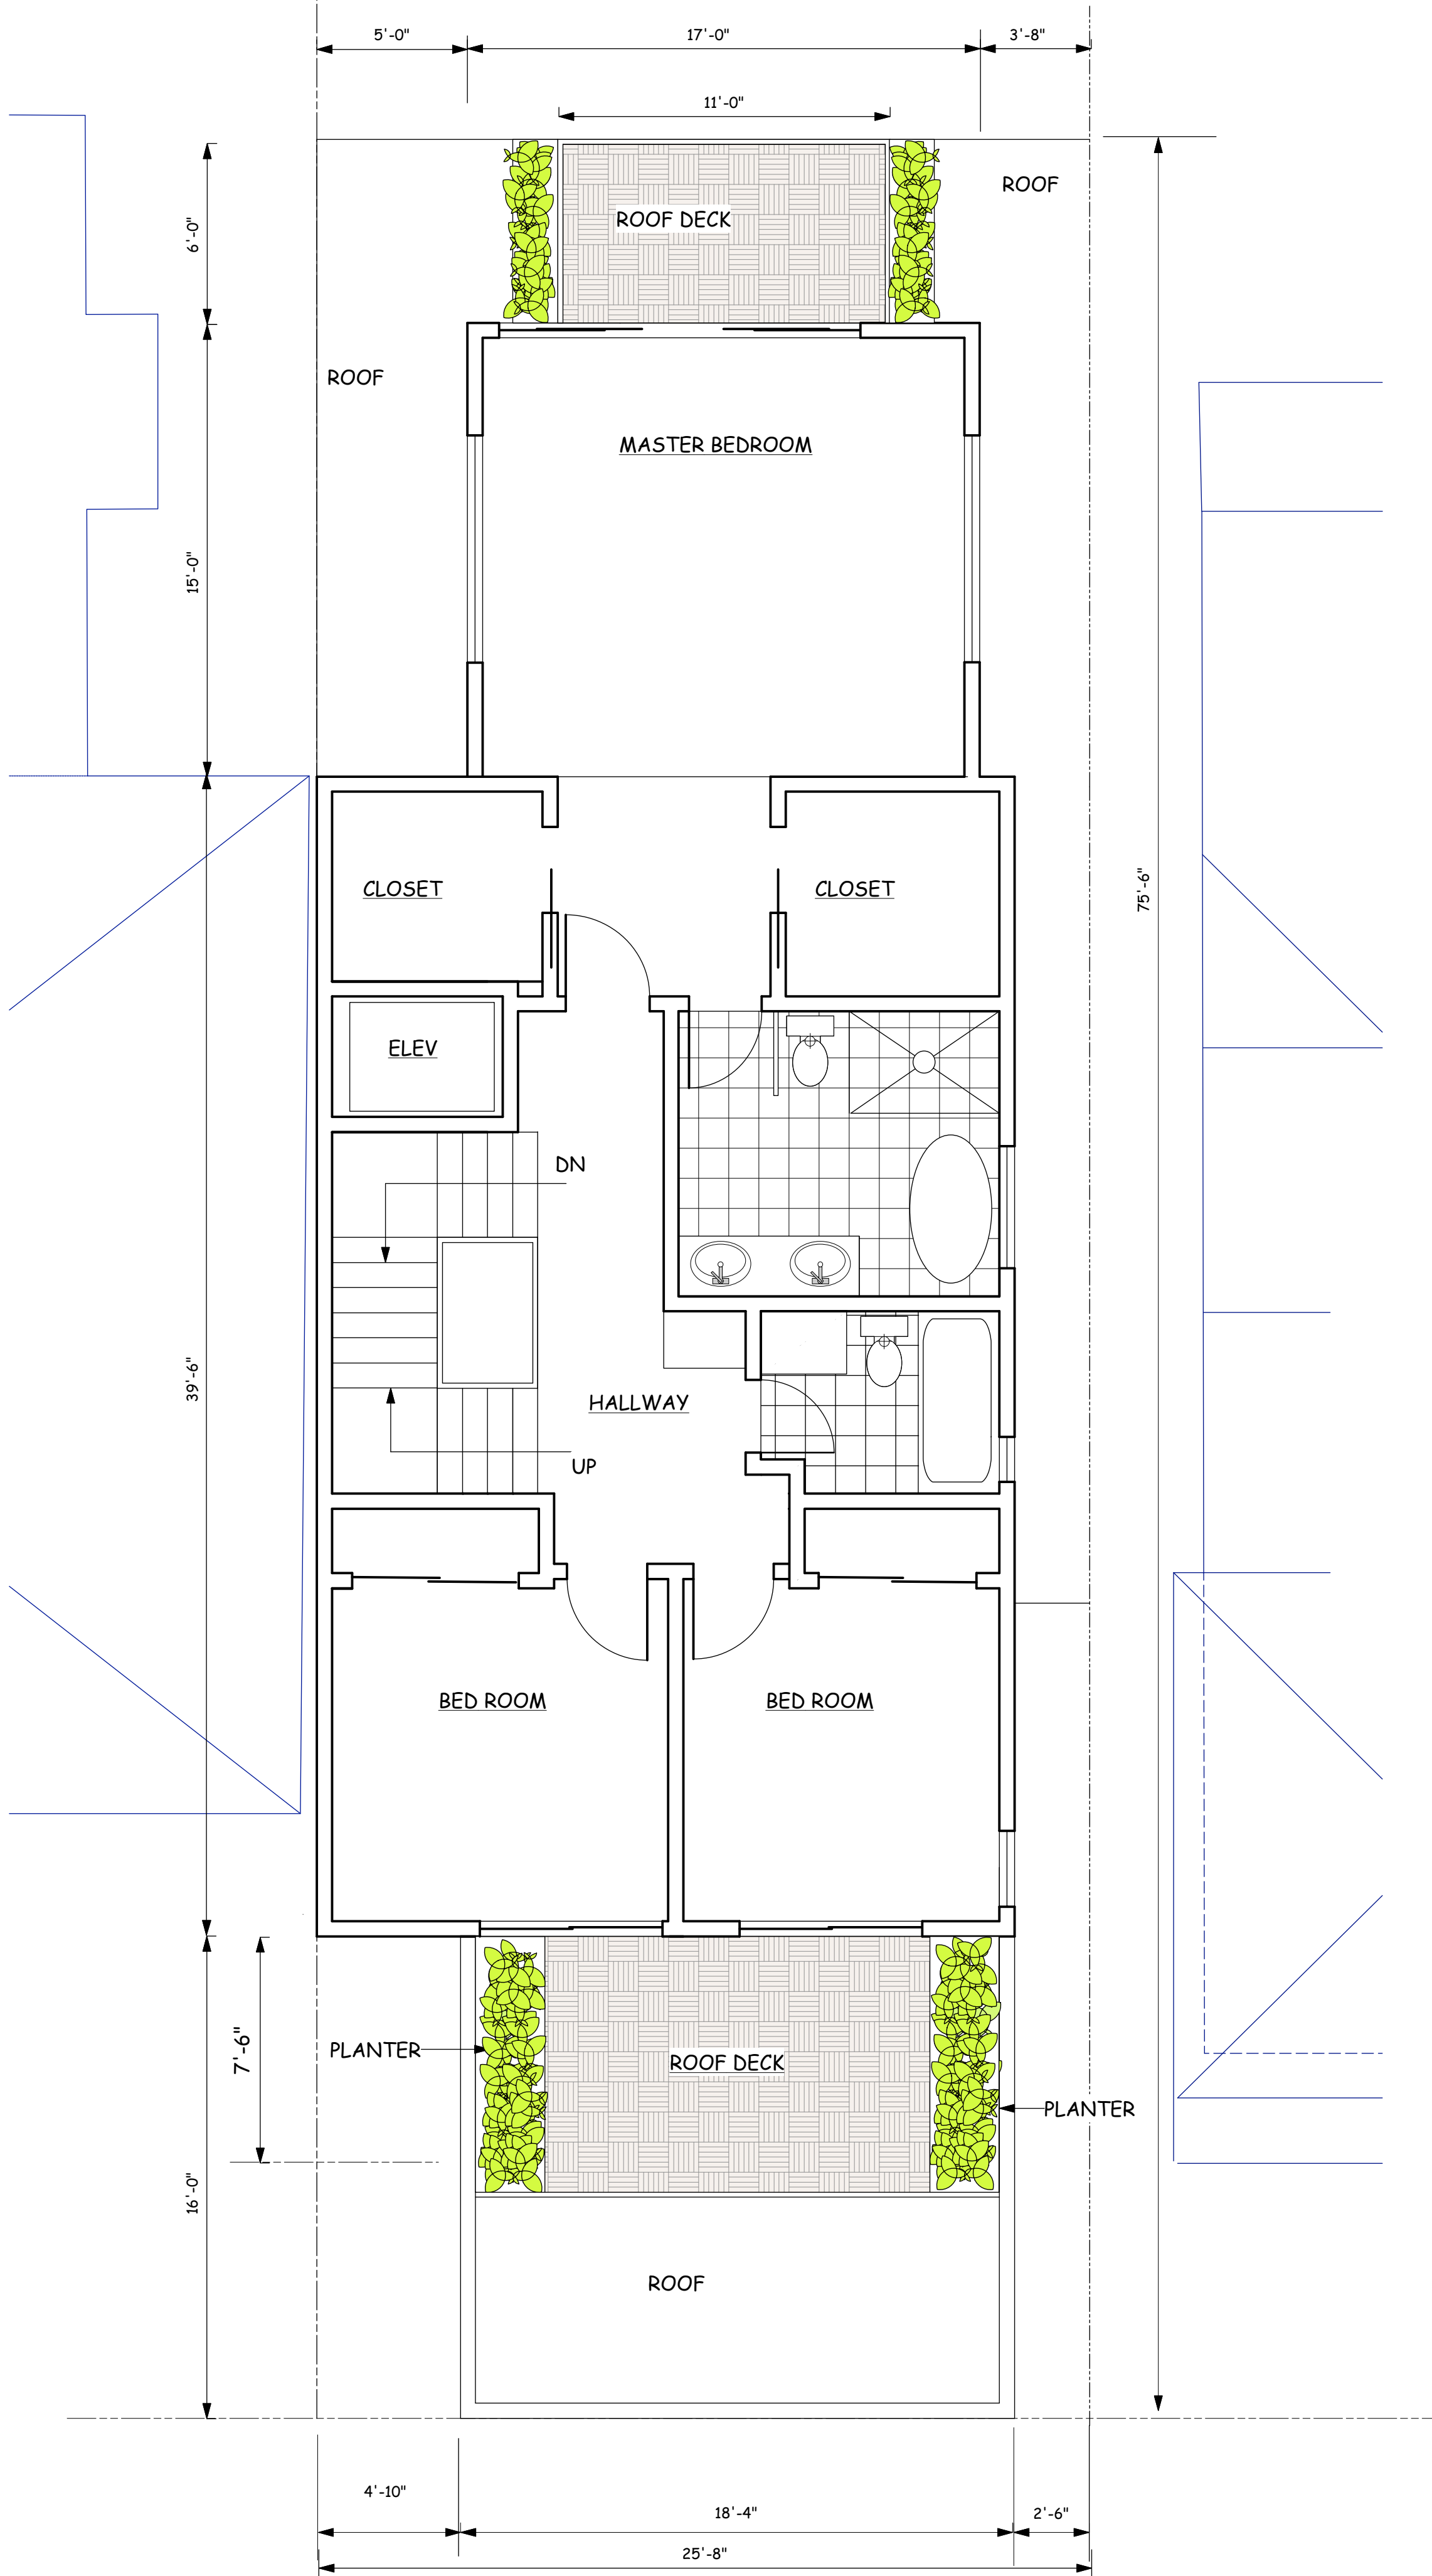 5'-0"
17'-0"
3'-8"
11'-0"
ROOF
6'-0"
ROOF DECK
ROOF
MASTER BEDROOM
15'-0"
CLOSET
CLOSET
75'-6"
ELEV
DN
39'-6"
HALLWAY
UP
BED ROOM
BED ROOM
7'-6"
PLANTER
ROOF DECK
PLANTER
16'-0"
ROOF
4'-10"
18'-4"
2'-6"
25'-8"